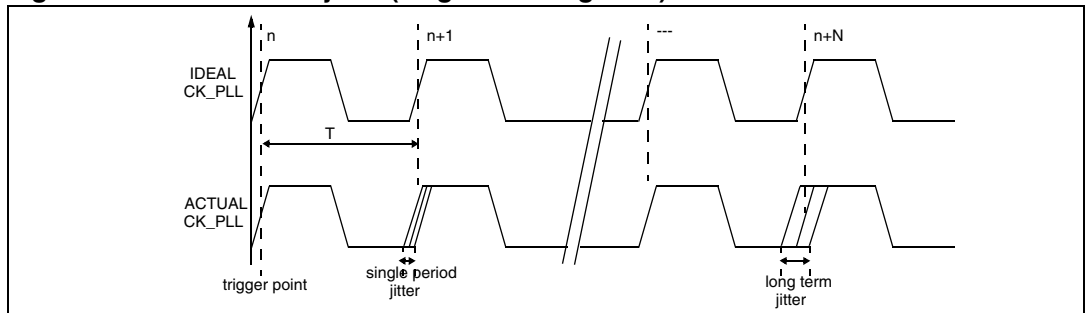 n
n+1
---
n+N
IDEAL
CK_PLL
T
ACTUAL
CK_PLL
trigger point
single period
jitter
long term
jitter